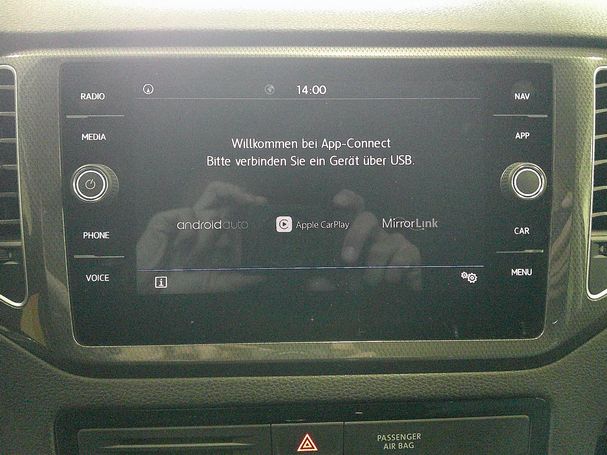 RADIO
14:00
NAV
MEDIA
APP
Willkommen bei App-Connect
Bitte verbinden Sie ein Gerät über USB.
androidauto
Apple CarPlay
MirrorLink
PHONE
CAR
VOICE
MENU
PASSENGER
AIR BAG